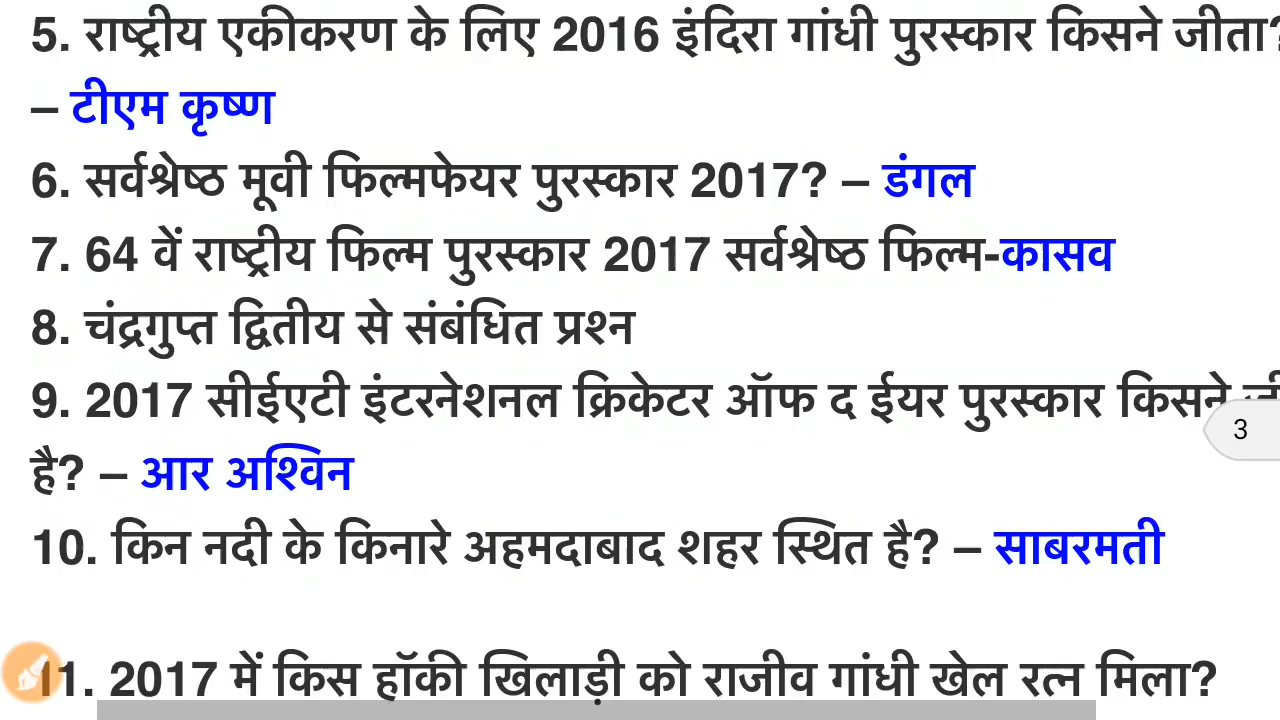 5. राष्ट्रीय एकीकरण के लिए 2016 इंदिरा गांधी पुरस्कार किसने जीता?
– टीएम कृष्ण
6. सर्वश्रेष्ठ मूवी फिल्मफेयर पुरस्कार 2017? – डंगल
7. 64 वें राष्ट्रीय फिल्म पुरस्कार 2017 सर्वश्रेष्ठ फिल्म-कासव
8. चंद्रगुप्त द्वितीय से संबंधित प्रश्न
9. 2017 सीईएटी इंटरनेशनल क्रिकेटर ऑफ द ईयर पुरस्कार किसने
3
है? – आर अश्विन
10. किन नदी के किनारे अहमदाबाद शहर स्थित है? – साबरमती
11. 2017 में किस हॉकी खिलाड़ी को राजीव गांधी खेल रत्न मिला?